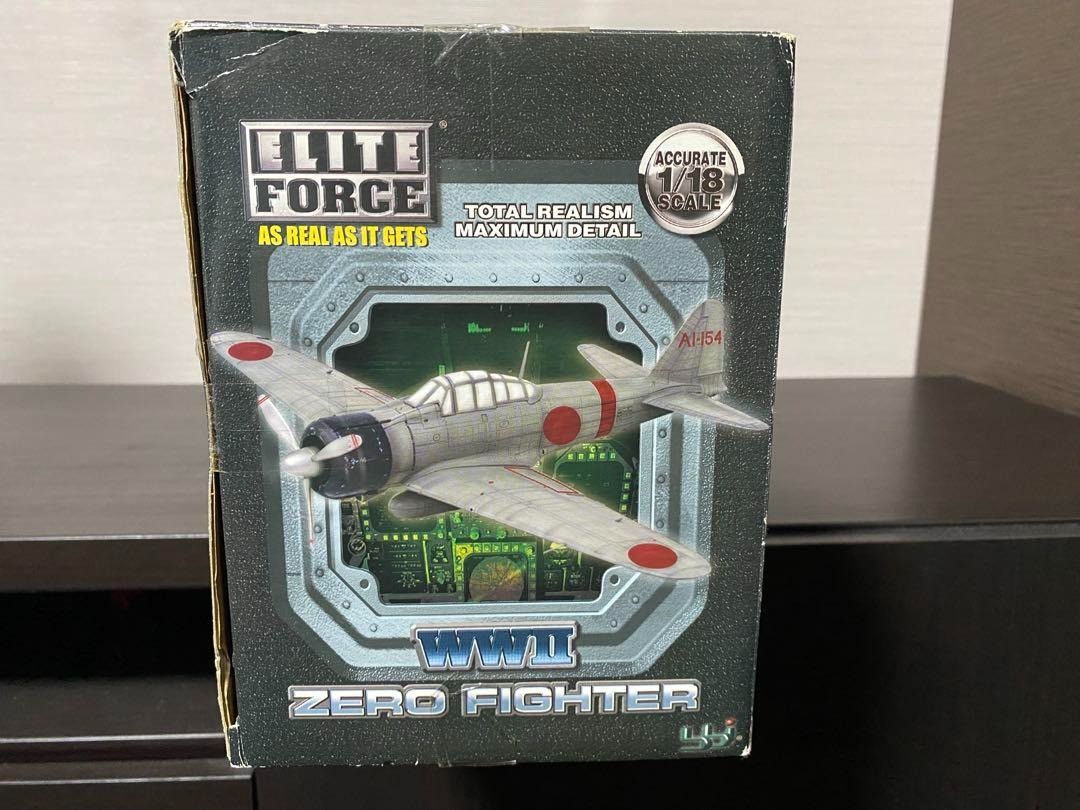 ELITE
FORCE
®
AS REAL AS IT GETS
TOTAL REALISM
MAXIMUM DETAIL
ACCURATE
1/18
SCALE
AI-154
WWII
ZERO FIGHTER
bbi